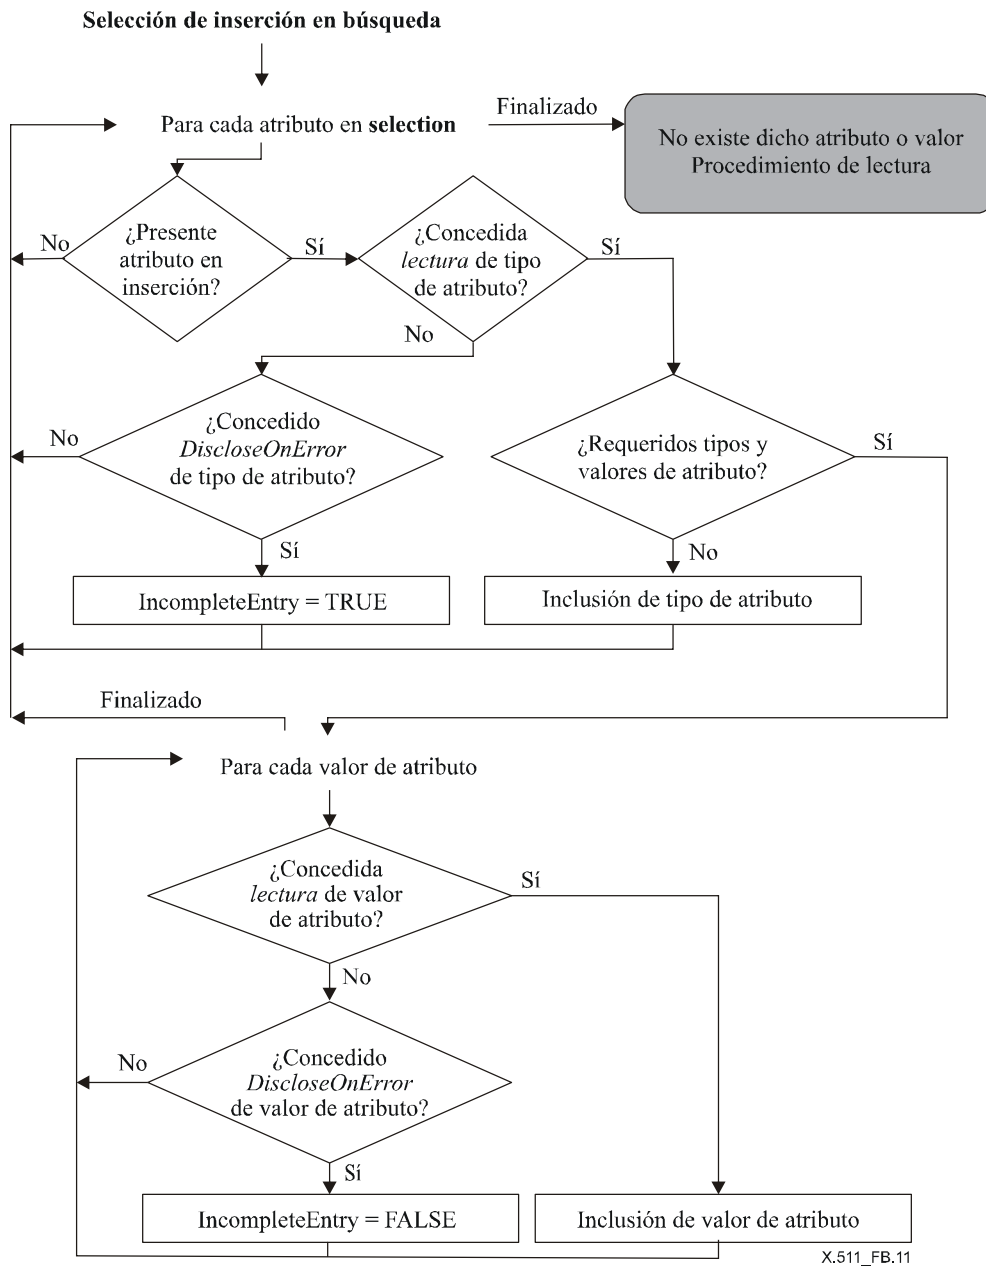 Selección de inserción en búsqueda
Finalizado
Para cada atributo en selection
No existe dicho atributo o valor
Procedimiento de lectura
No
¿Presente
atributo en
inserción?
Sí
¿Concedida
lectura de tipo
de atributo?
Sí
No
No
¿Concedido
DiscloseOnError
de tipo de atributo?
¿Requeridos tipos y
valores de atributo?
Sí
Sí
No
IncompleteEntry = TRUE
Inclusión de tipo de atributo
Finalizado
Para cada valor de atributo
¿Concedida
lectura de valor
de atributo?
Sí
No
No
¿Concedido
DiscloseOnError
de valor de atributo?
Sí
IncompleteEntry = FALSE
Inclusión de valor de atributo
X.511_FB.11